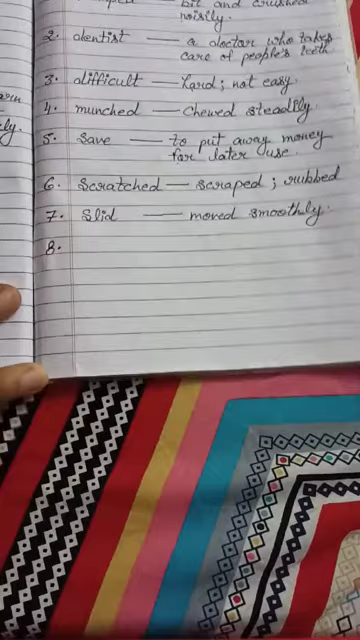 bit and crushed
noisily.
2. dentist — a doctor who takes
care of people's teeth
3. difficult — hard; not easy.
4. munched — chewed steadily.
5. save — to put away money
for later use.
6. scratched — scraped; rubbed
7. slid — moved smoothly.
8.